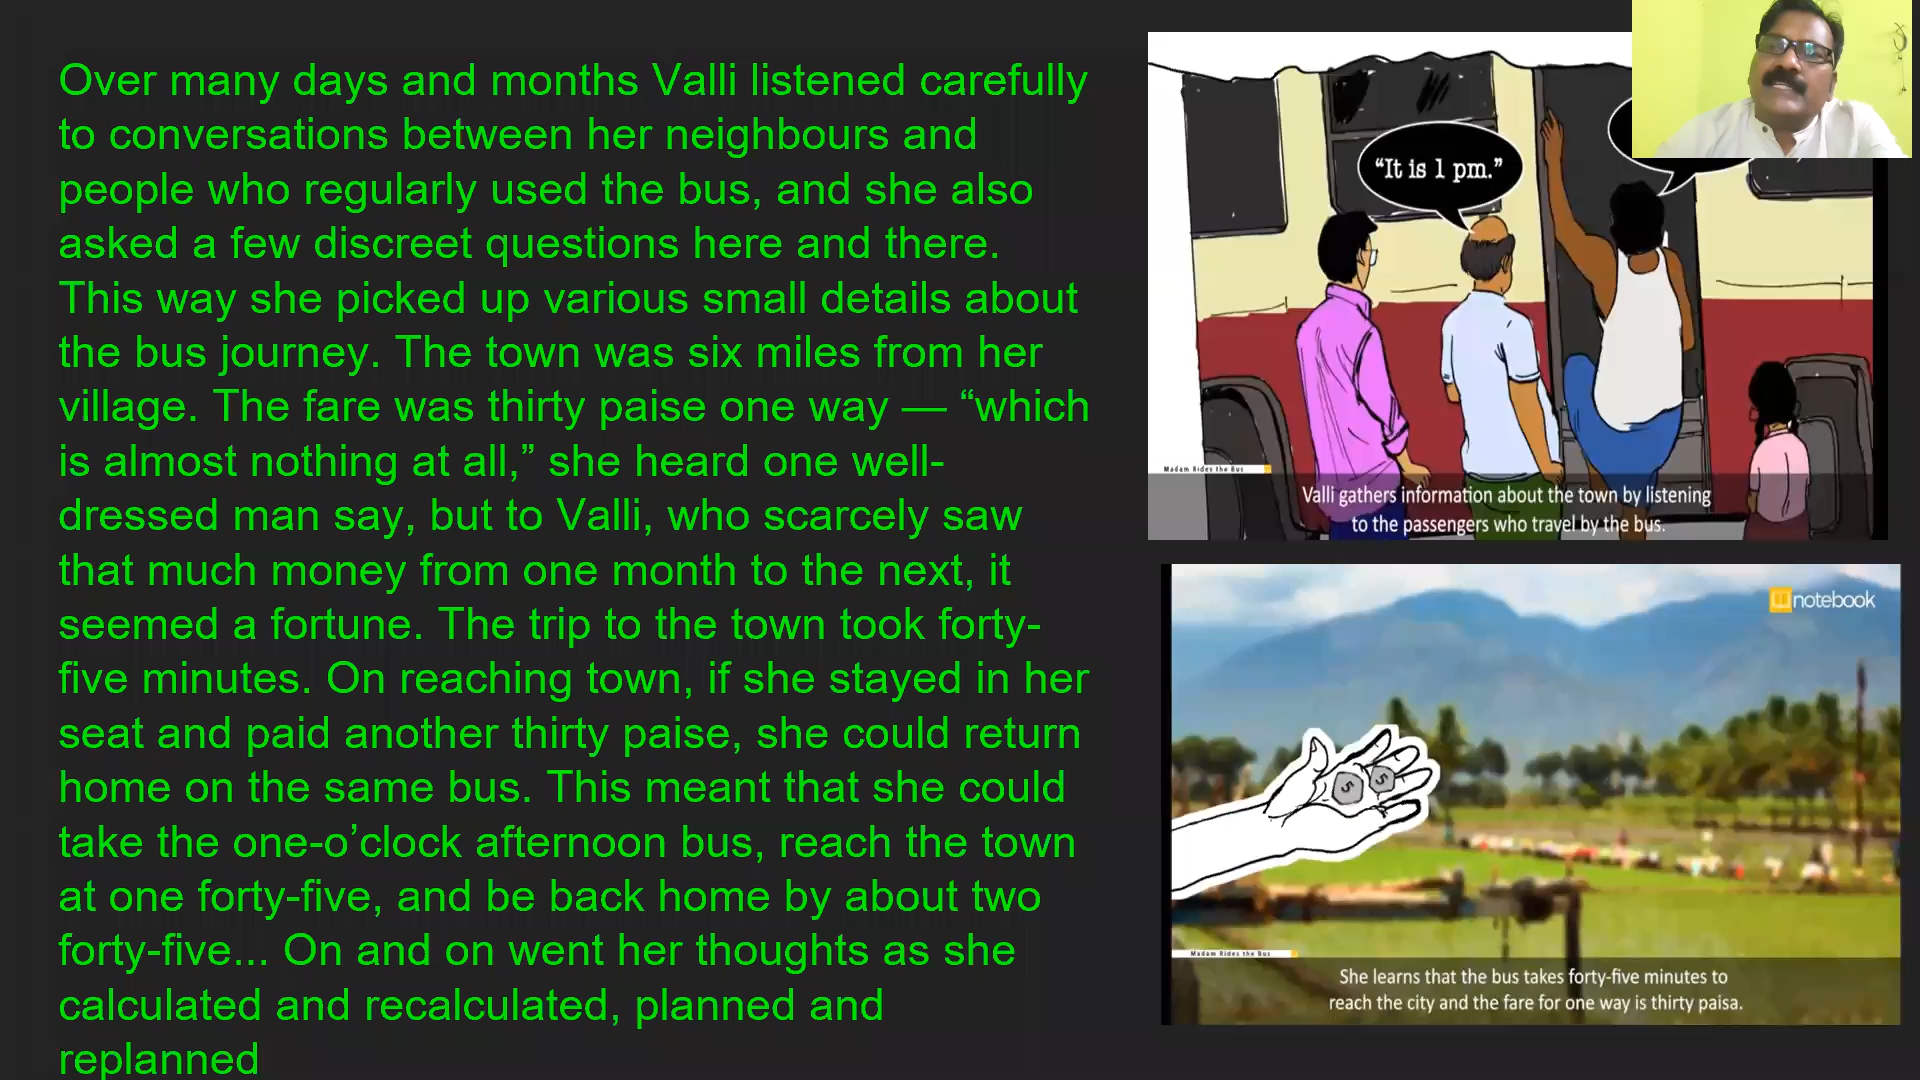 Over many days and months Valli listened carefully
to conversations between her neighbours and
people who regularly used the bus, and she also
asked a few discreet questions here and there.
This way she picked up various small details about
the bus journey. The town was six miles from her
village. The fare was thirty paise one way — “which
is almost nothing at all,” she heard one well-
dressed man say, but to Valli, who scarcely saw
that much money from one month to the next, it
seemed a fortune. The trip to the town took forty-
five minutes. On reaching town, if she stayed in her
seat and paid another thirty paise, she could return
home on the same bus. This meant that she could
take the one-o’clock afternoon bus, reach the town
at one forty-five, and be back home by about two
forty-five... On and on went her thoughts as she
calculated and recalculated, planned and
replanned
“It is 1 pm.”
Madam Rides the Bus
Valli gathers information about the town by listening
to the passengers who travel by the bus.
notebook
5 5
Madam Rides the Bus
She learns that the bus takes forty-five minutes to
reach the city and the fare for one way is thirty paisa.